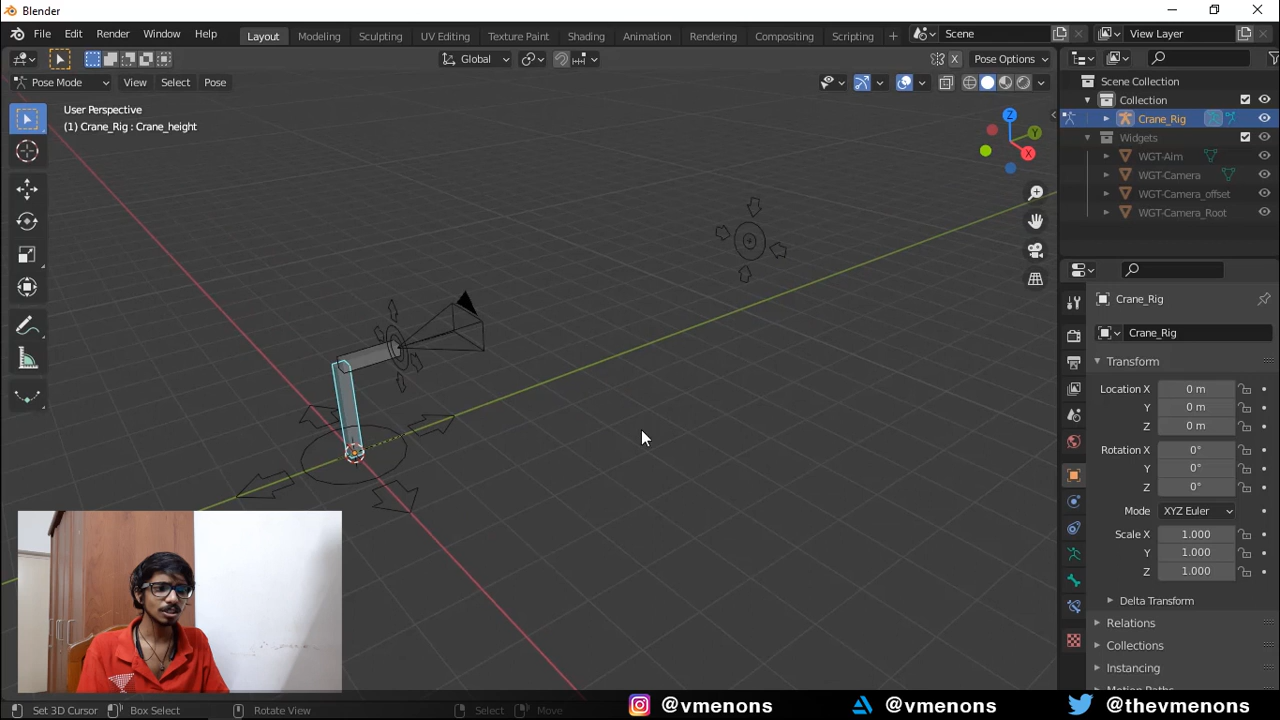 Blender
File Edit Render Window Help
Layout Modeling Sculpting UV Editing Texture Paint Shading Animation Rendering Compositing Scripting
Scene
View Layer
Global
X
Pose Options
Pose Mode View Select Pose
User Perspective
(1) Crane_Rig : Crane_height
Z
Y
X
Scene Collection
Collection
Crane_Rig
Widgets
WGT-Aim
WGT-Camera
WGT-Camera_offset
WGT-Camera_Root
Crane_Rig
Crane_Rig
Transform
Location X 0 m
Y 0 m
Z 0 m
Rotation X 0°
Y 0°
Z 0°
Mode XYZ Euler
Scale X 1.000
Y 1.000
Z 1.000
Delta Transform
Relations
Collections
Instancing
Motion Paths
Set 3D Cursor Box Select Rotate View Select Move
@vmenons @vmenons @thevmenons